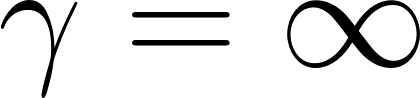 γ = ∞